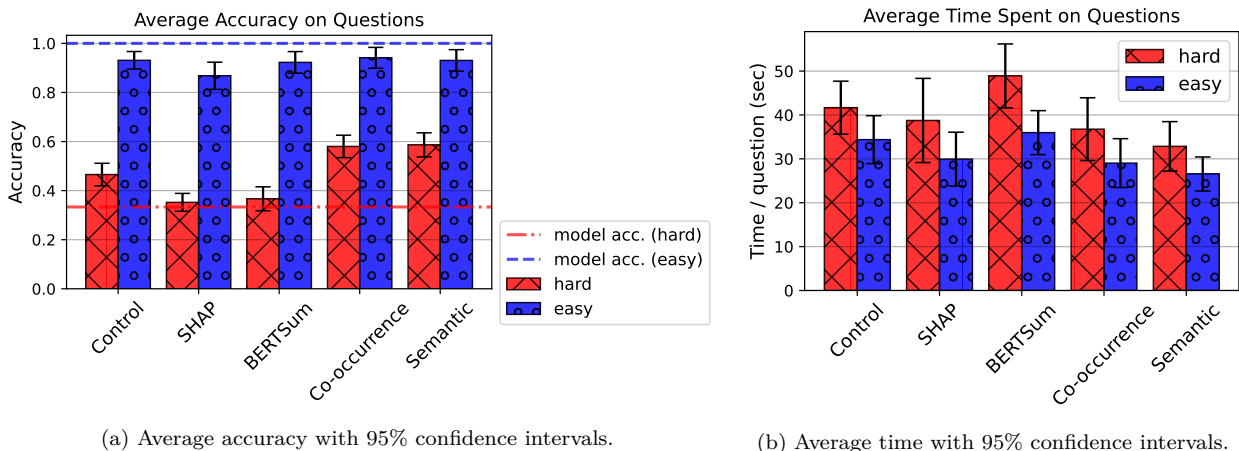 Average Accuracy on Questions
Accuracy
1.0
0.8
0.6
0.4
0.2
0.0
Control
SHAP
BERTSum
Co-occurrence
Semantic
model acc. (hard)
model acc. (easy)
hard
easy
(a) Average accuracy with 95% confidence intervals.
Average Time Spent on Questions
Time / question (sec)
50
40
30
20
10
0
hard
easy
Control
SHAP
BERTSum
Co-occurrence
Semantic
(b) Average time with 95% confidence intervals.